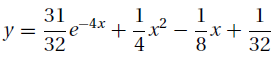 y = 31/32 e^{-4x} + 1/4 x^2 - 1/8 x + 1/32